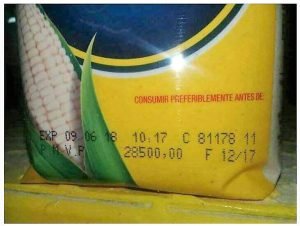 CONSUMIR PREFERIBLEMENTE ANTES DE:
EXP 09 06 18 10:17 C 81178 11
P.M.V.P. 28500,00 F 12/17